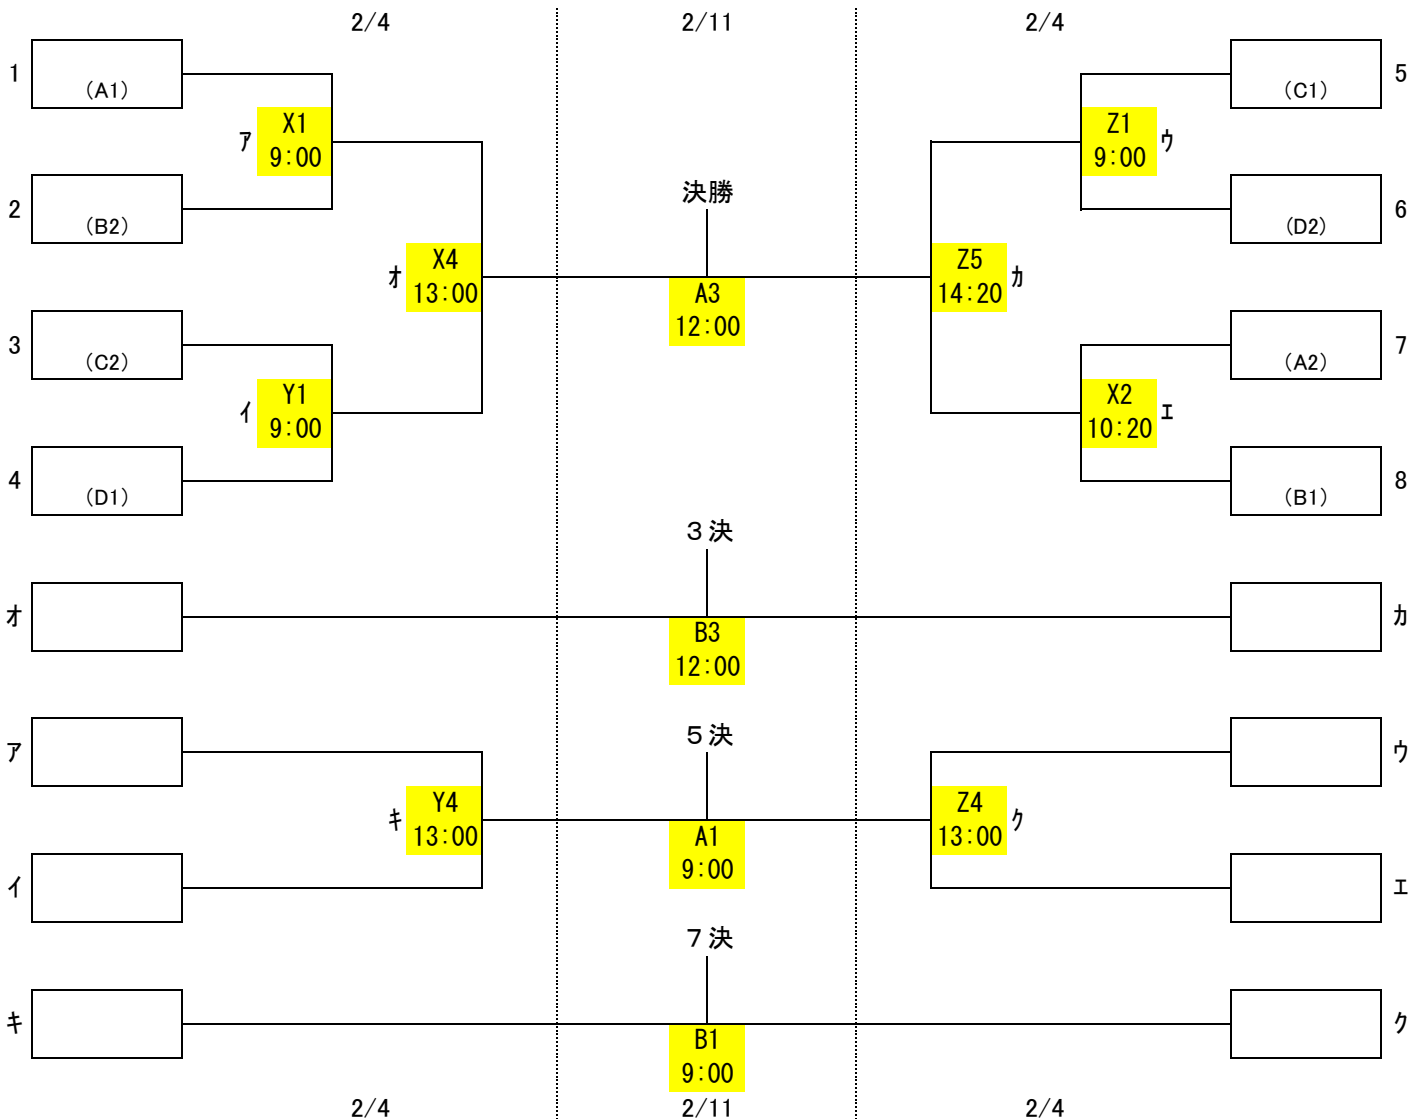 2/4 2/11 2/4
1 (A1) (C1) 5
ｱ X1 9:00 Z1 9:00 ｳ
2 (B2) 決勝 (D2) 6
ｵ X4 13:00 A3 12:00 Z5 14:20 ｶ
3 (C2) (A2) 7
ｲ Y1 9:00 X2 10:20 ｴ
4 (D1) (B1) 8
３決
ｵ B3 12:00 ｶ
ｱ ５決 ｳ
ｷ Y4 13:00 A1 9:00 Z4 13:00 ｸ
ｲ ｴ
７決
ｷ B1 9:00 ｸ
2/4 2/11 2/4